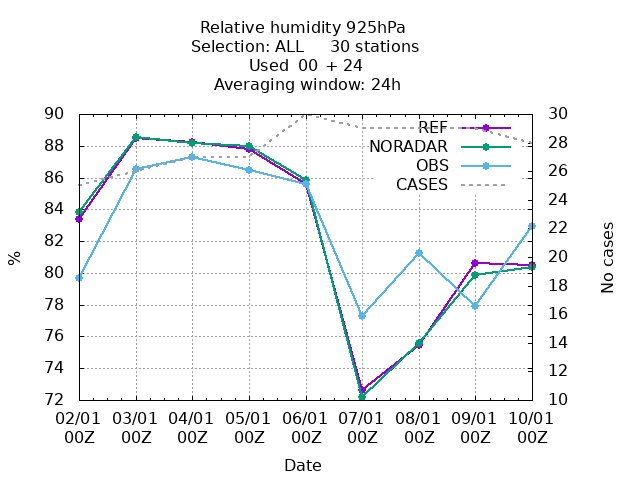 Relative humidity 925hPa
Selection: ALL 30 stations
Used 00 + 24
Averaging window: 24h
90
88
86
84
82
80
78
76
74
72
%
30
28
26
24
22
20
18
16
14
12
10
No cases
REF
NORADAR
OBS
CASES
02/01 03/01 04/01 05/01 06/01 07/01 08/01 09/01 10/01
00Z 00Z 00Z 00Z 00Z 00Z 00Z 00Z 00Z
Date